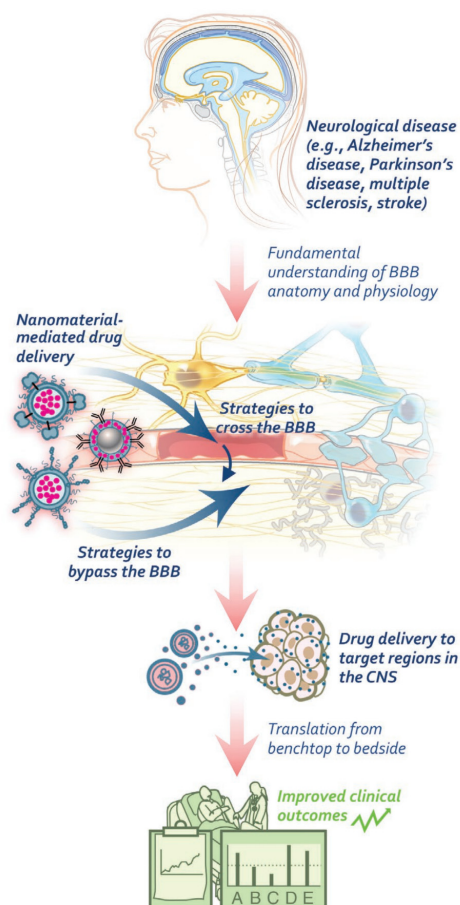 Neurological disease
(e.g., Alzheimer's
disease, Parkinson's
disease, multiple
sclerosis, stroke)
Fundamental
understanding of BBB
anatomy and physiology
Nanomaterial-
mediated drug
delivery
Strategies to
cross the BBB
Strategies to
bypass the BBB
Drug delivery to
target regions in
the CNS
Translation from
benchtop to bedside
Improved clinical
outcomes
A B C D E